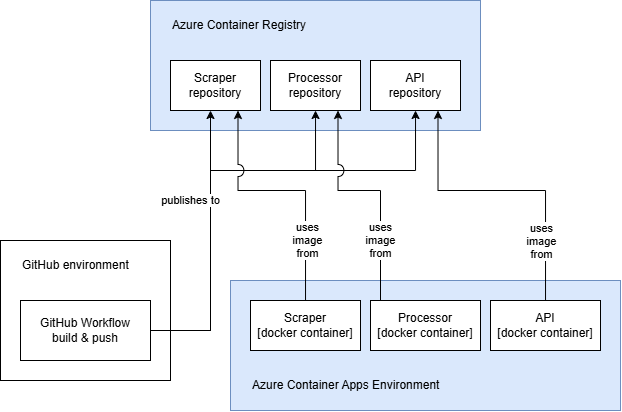 Azure Container Registry
Scraper
repository
Processor
repository
API
repository
publishes to
uses
image
from
uses
image
from
uses
image
from
GitHub environment
GitHub Workflow
build & push
Scraper
[docker container]
Processor
[docker container]
API
[docker container]
Azure Container Apps Environment